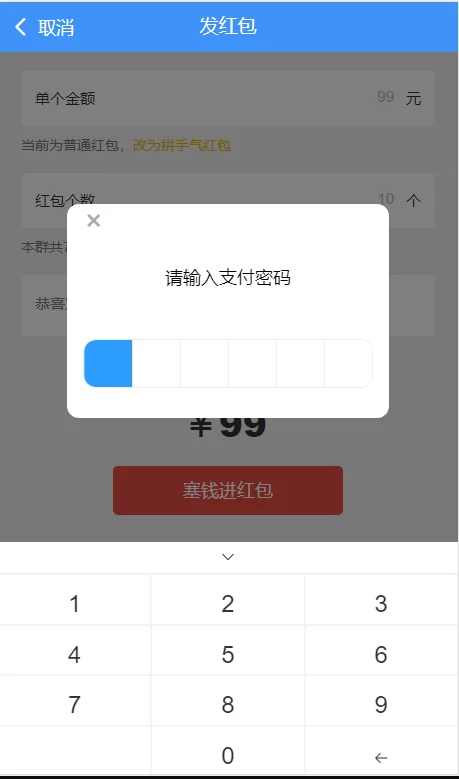 取消
发红包
单个金额 99 元
当前为普通红包，改为拼手气红包
红包个数 10 个
本群共
请输入支付密码
恭喜
￥99
塞钱进红包
1 2 3
4 5 6
7 8 9
0